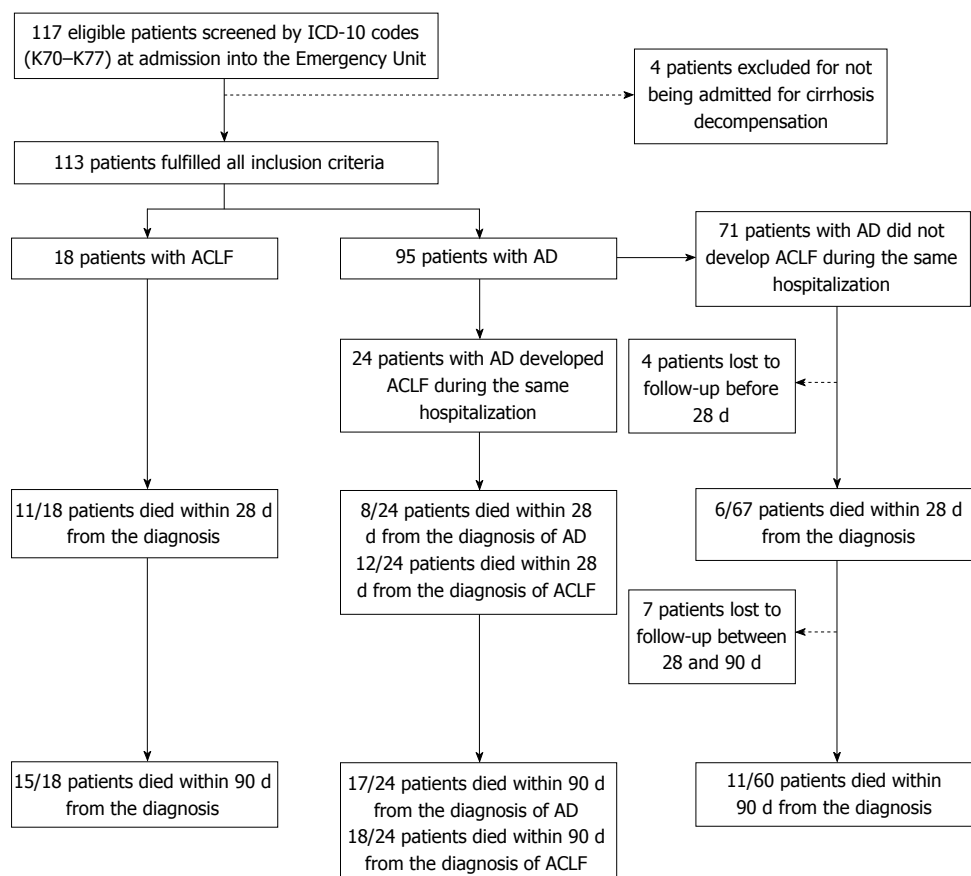 117 eligible patients screened by ICD-10 codes
(K70–K77) at admission into the Emergency Unit
4 patients excluded for not
being admitted for cirrhosis
decompensation
113 patients fulfilled all inclusion criteria
18 patients with ACLF
95 patients with AD
71 patients with AD did not
develop ACLF during the same
hospitalization
24 patients with AD developed
ACLF during the same
hospitalization
4 patients lost to
follow-up before
28 d
11/18 patients died within 28 d
from the diagnosis
8/24 patients died within 28
d from the diagnosis of AD
12/24 patients died within 28
d from the diagnosis of ACLF
6/67 patients died within 28 d
from the diagnosis
7 patients lost to
follow-up between
28 and 90 d
15/18 patients died within 90 d
from the diagnosis
17/24 patients died within 90 d
from the diagnosis of AD
18/24 patients died within 90 d
from the diagnosis of ACLF
11/60 patients died within
90 d from the diagnosis